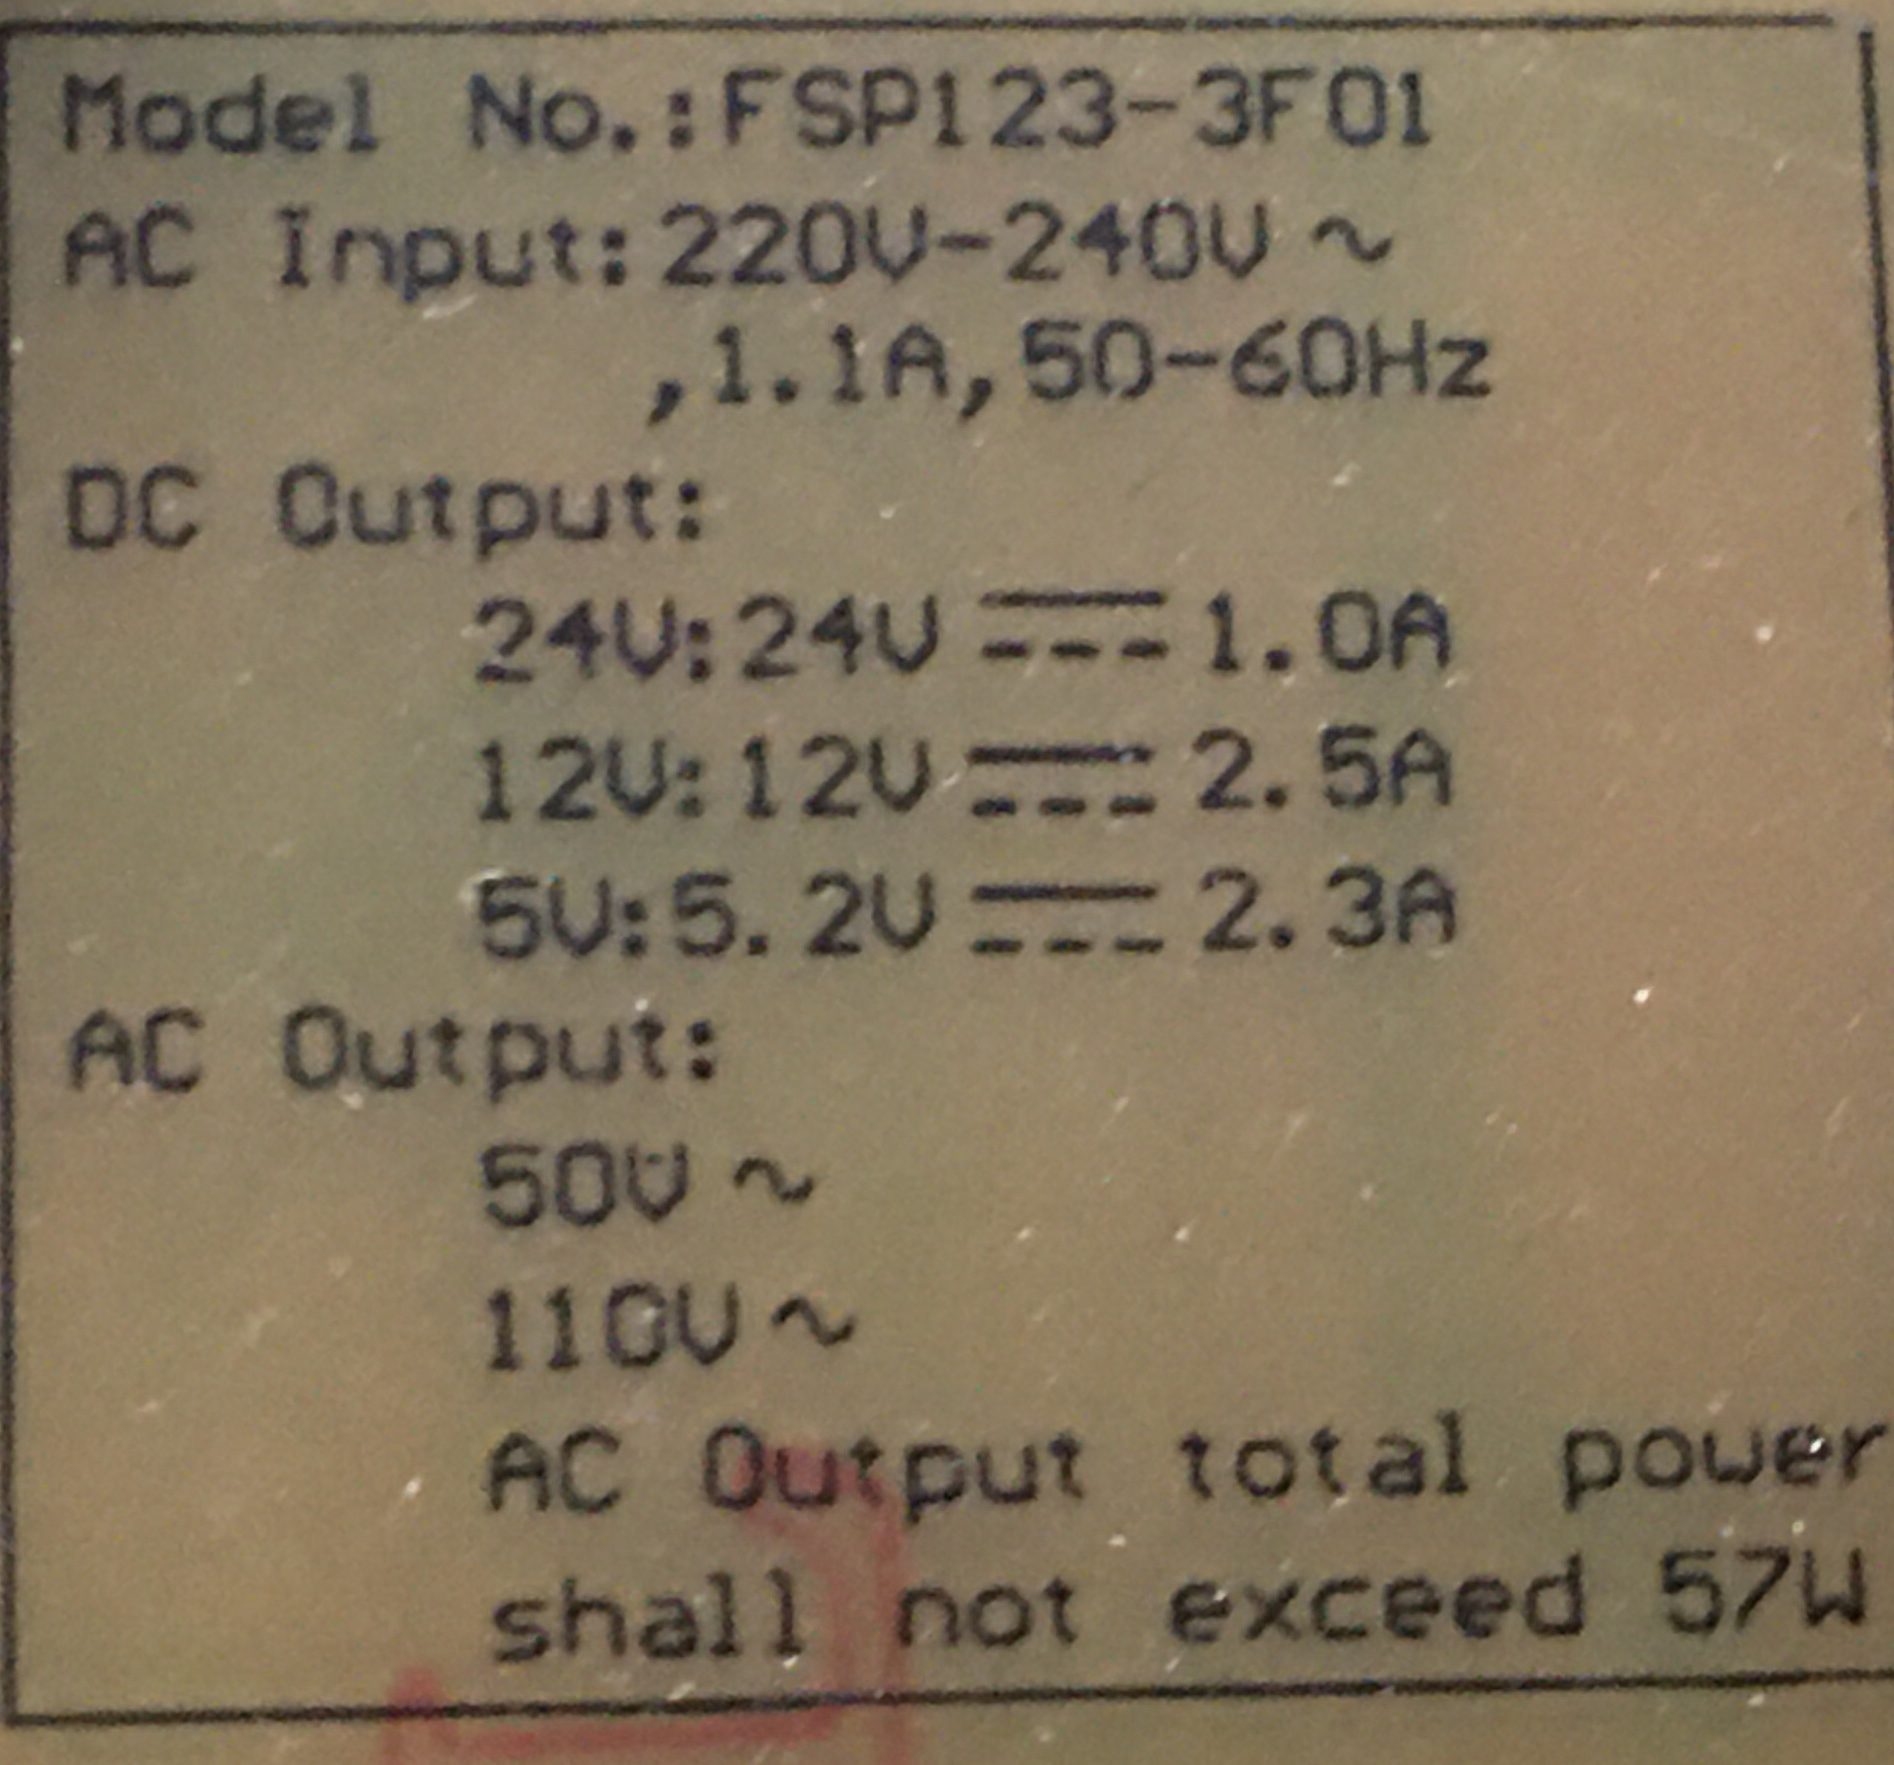 Model No.:FSP123-3F01
AC Input:220V-240V ~
,1.1A,50-60Hz
DC Output:
24V:24V ⎓ 1.0A
12V:12V ⎓ 2.5A
5V:5.2V ⎓ 2.3A
AC Output:
50V ~
110V ~
AC Output total power
shall not exceed 57W